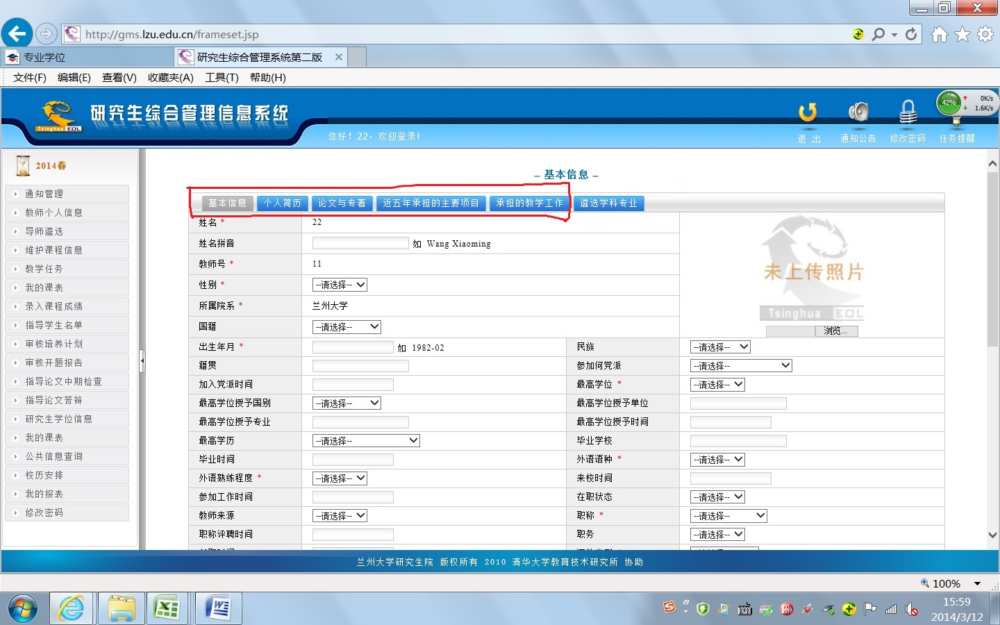 http://gms.lzu.edu.cn/frameset.jsp
专业学位
研究生综合管理系统第二版
文件(F) 编辑(E) 查看(V) 收藏夹(A) 工具(T) 帮助(H)
Tsinghua EOL
研究生综合管理信息系统
您好! 22, 欢迎登录!
退 出 通知公告 修改密码 任务提醒
42% 0K/s
1.6K/s
2014春
通知管理
教师个人信息
导师遴选
维护课程信息
教学任务
我的课表
录入课程成绩
指导学生名单
审核培养计划
审核开题报告
指导论文中期检查
指导论文答辩
研究生学位信息
我的课表
公共信息查询
校历安排
我的报表
修改密码
– 基本信息 –
基本信息 个人简历 论文与专著 近五年承担的主要项目 承担的教学工作 遴选学科专业
姓名 * 22
姓名拼音 如 Wang Xiaoming
教师号 * 11
性别 * --请选择--
所属院系 * 兰州大学
国籍 --请选择--
未上传照片
Tsinghua EOL
浏览...
出生年月 * 如 1982-02 民族 --请选择--
籍贯 参加何党派 --请选择--
加入党派时间 最高学位 * --请选择--
最高学位授予国别 --请选择-- 最高学位授予单位
最高学位授予专业 最高学位授予时间
最高学历 --请选择-- 毕业学校
毕业时间 外语语种 * --请选择--
外语熟练程度 * --请选择-- 来校时间
参加工作时间 在职状态 --请选择--
教师来源 --请选择-- 职称 * --请选择--
职称评聘时间 职务 --请选择--
兰州大学研究生院 版权所有 2010 清华大学教育技术研究所 协助
100%
15:59
2014/3/12